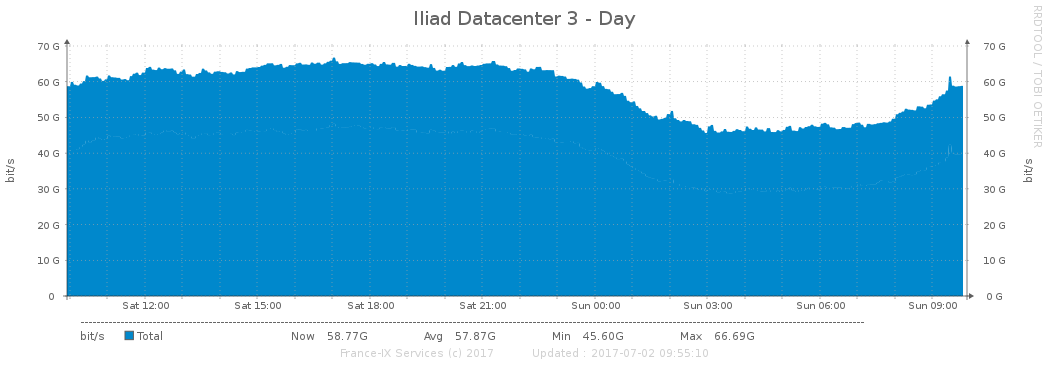 Iliad Datacenter 3 - Day
RRDTOOL / TOBI OETIKER
70 G 70 G
60 G 60 G
50 G 50 G
40 G 40 G
30 G 30 G
20 G 20 G
10 G 10 G
0 0 G
bit/s bit/s
Sat 12:00 Sat 15:00 Sat 18:00 Sat 21:00 Sun 00:00 Sun 03:00 Sun 06:00 Sun 09:00
bit/s Total Now 58.77G Avg 57.87G Min 45.60G Max 66.69G
France-IX Services (c) 2017 Updated : 2017-07-02 09:55:10